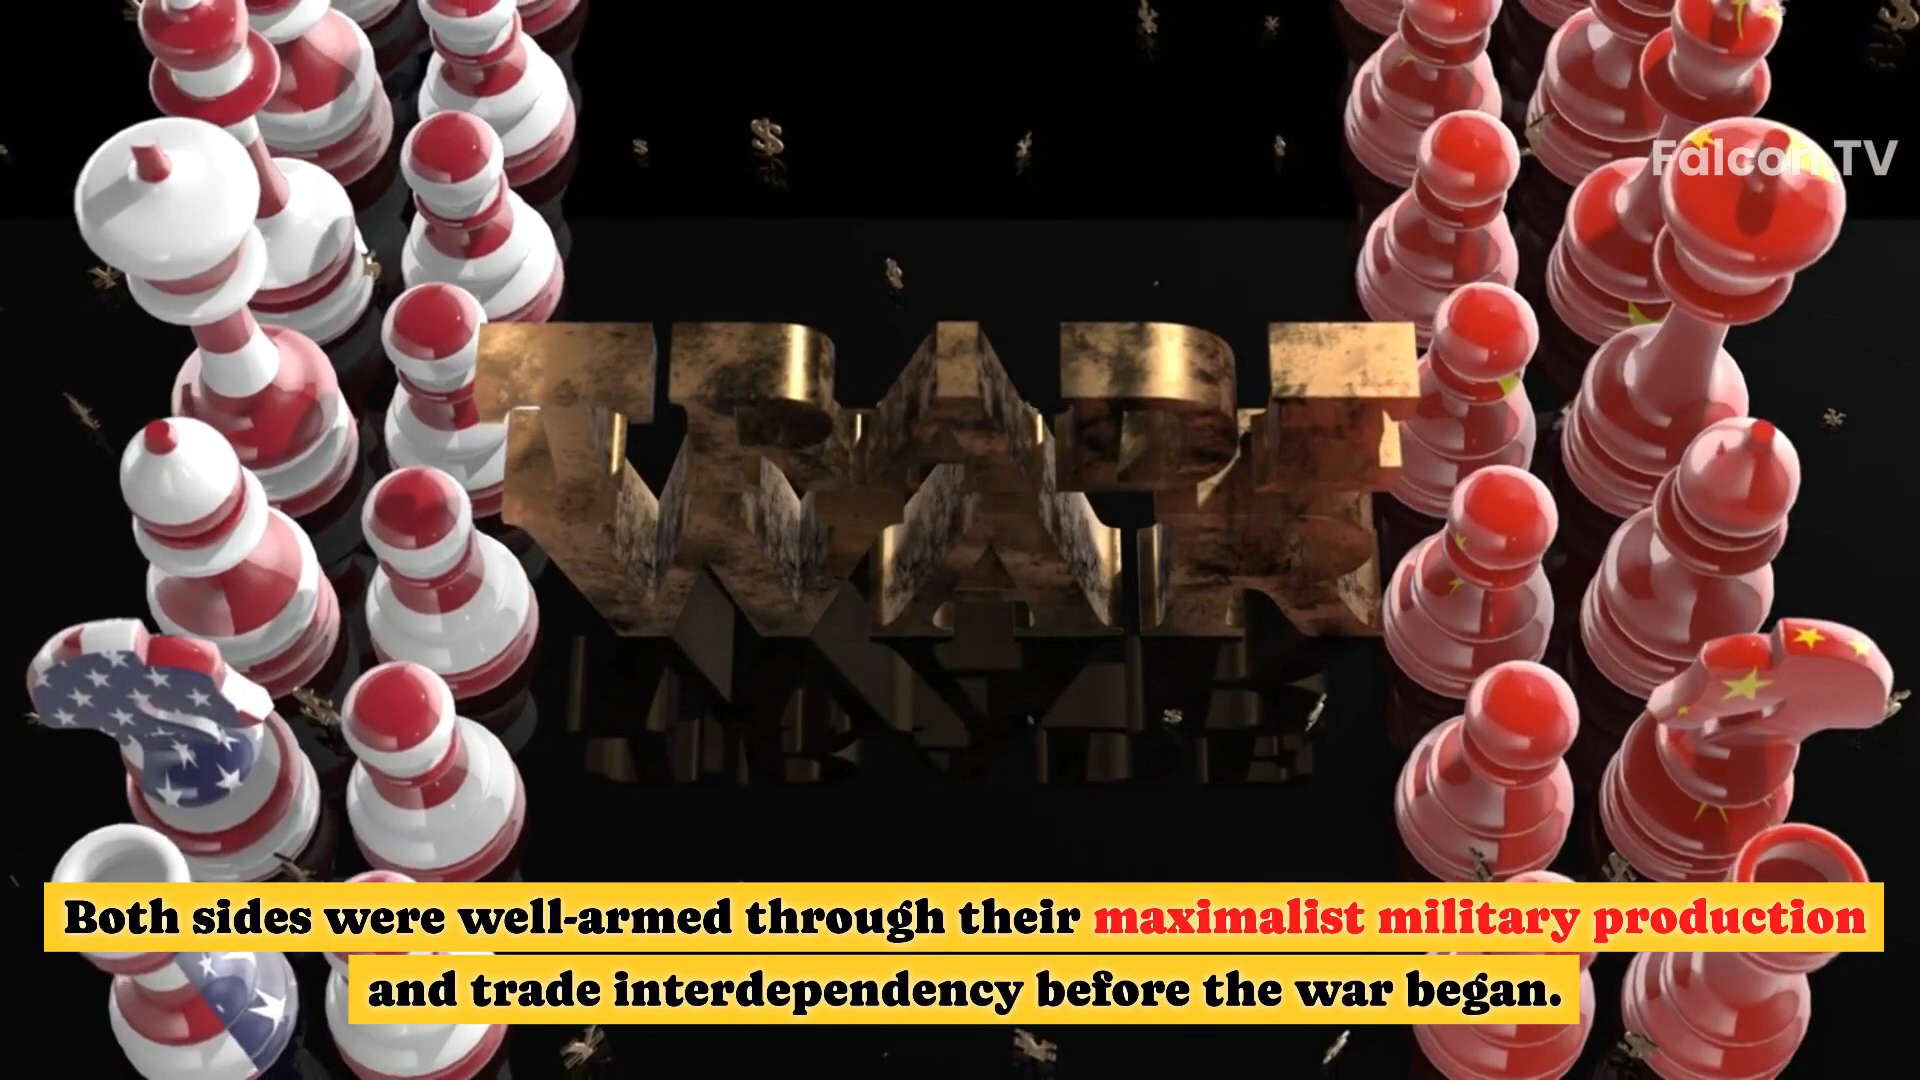 Falcon TV
TRADE
WAR
Both sides were well-armed through their maximalist military production
and trade interdependency before the war began.